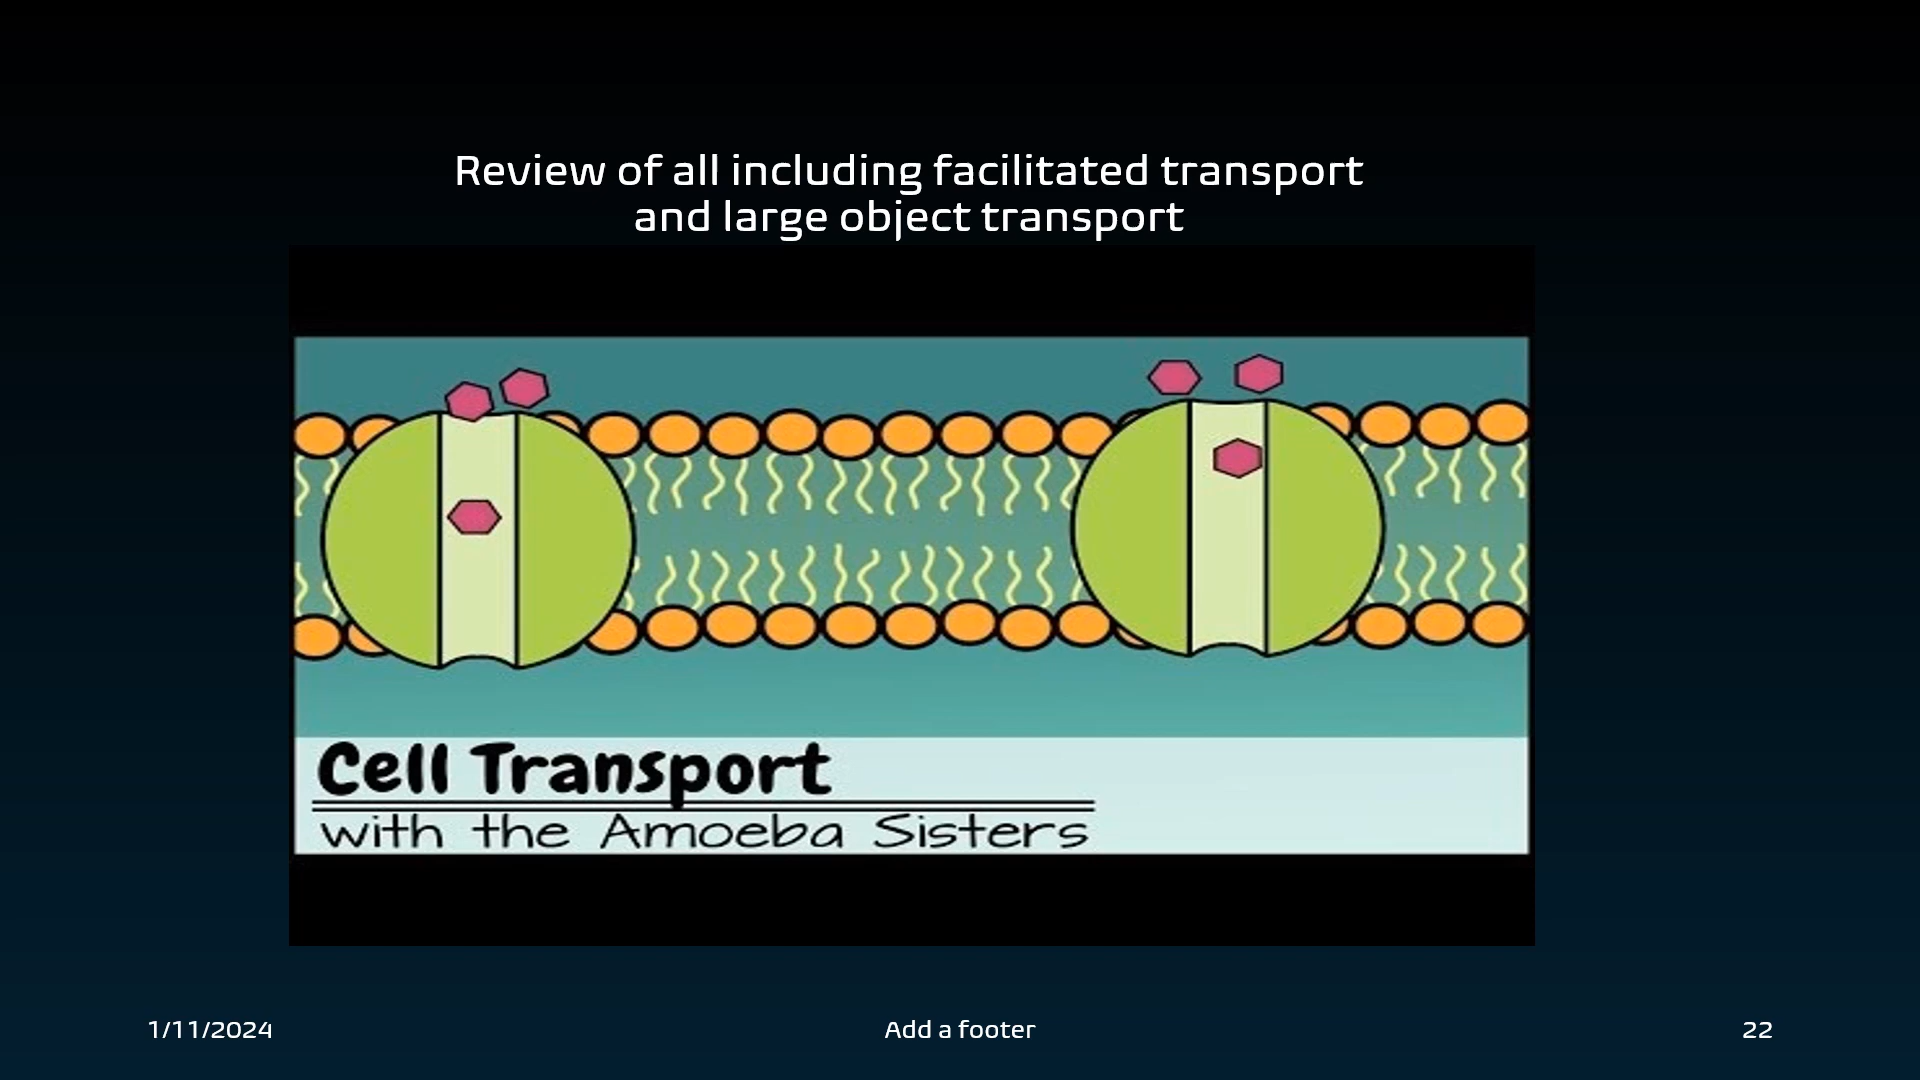 Review of all including facilitated transport
and large object transport
Cell Transport
with the Amoeba Sisters
1/11/2024
Add a footer
22